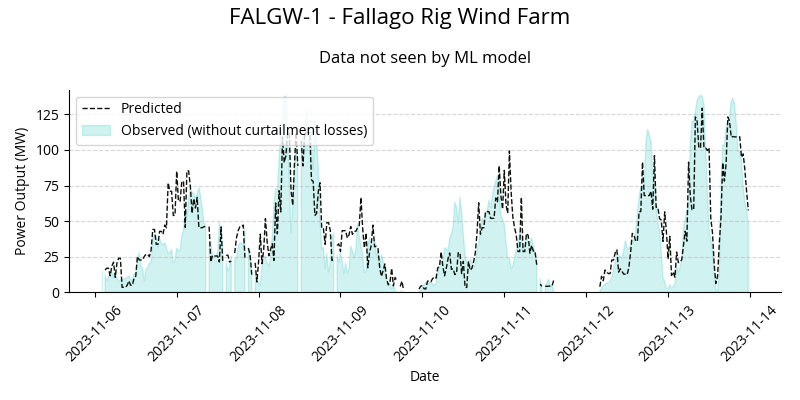 FALGW-1 - Fallago Rig Wind Farm
Data not seen by ML model
Predicted
Observed (without curtailment losses)
Power Output (MW)
125
100
75
50
25
0
2023-11-06
2023-11-07
2023-11-08
2023-11-09
2023-11-10
2023-11-11
2023-11-12
2023-11-13
2023-11-14
Date